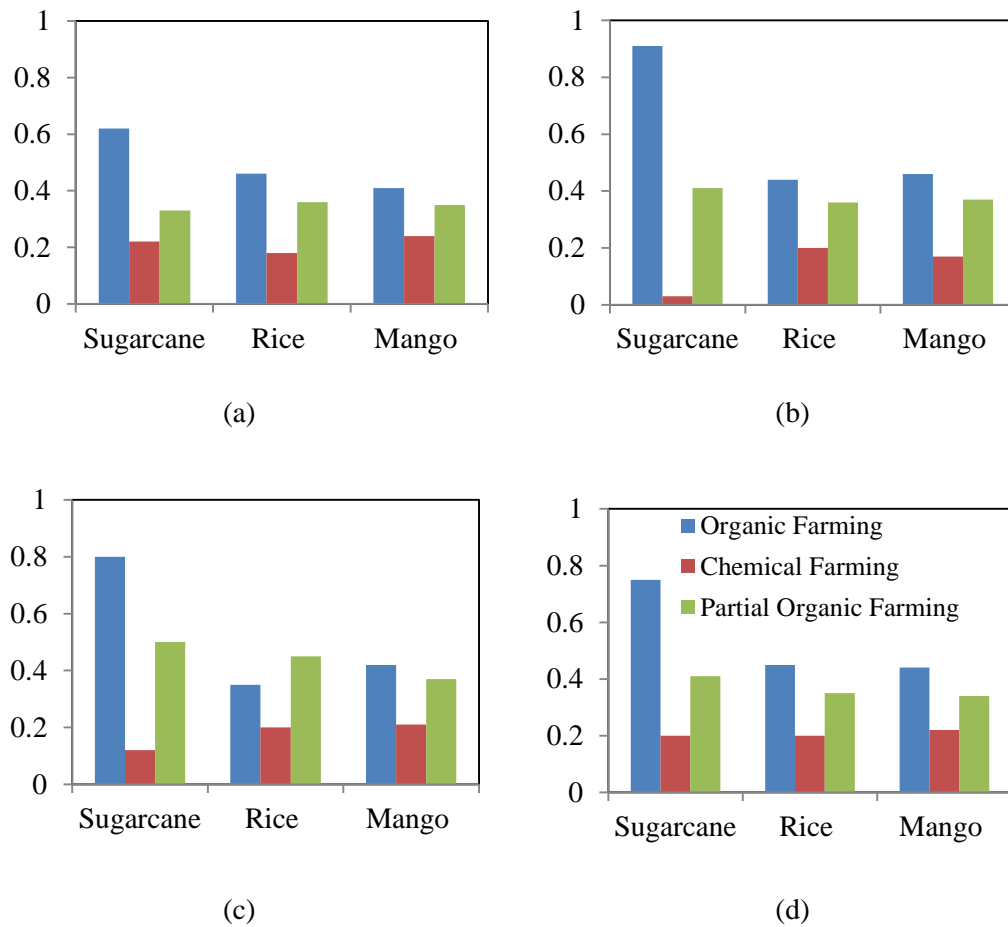 1
0.8
0.6
0.4
0.2
0
Sugarcane Rice Mango
(a)
1
0.8
0.6
0.4
0.2
0
Sugarcane Rice Mango
(b)
1
0.8
0.6
0.4
0.2
0
Sugarcane Rice Mango
(c)
1
0.8
0.6
0.4
0.2
0
Organic Farming
Chemical Farming
Partial Organic Farming
Sugarcane Rice Mango
(d)